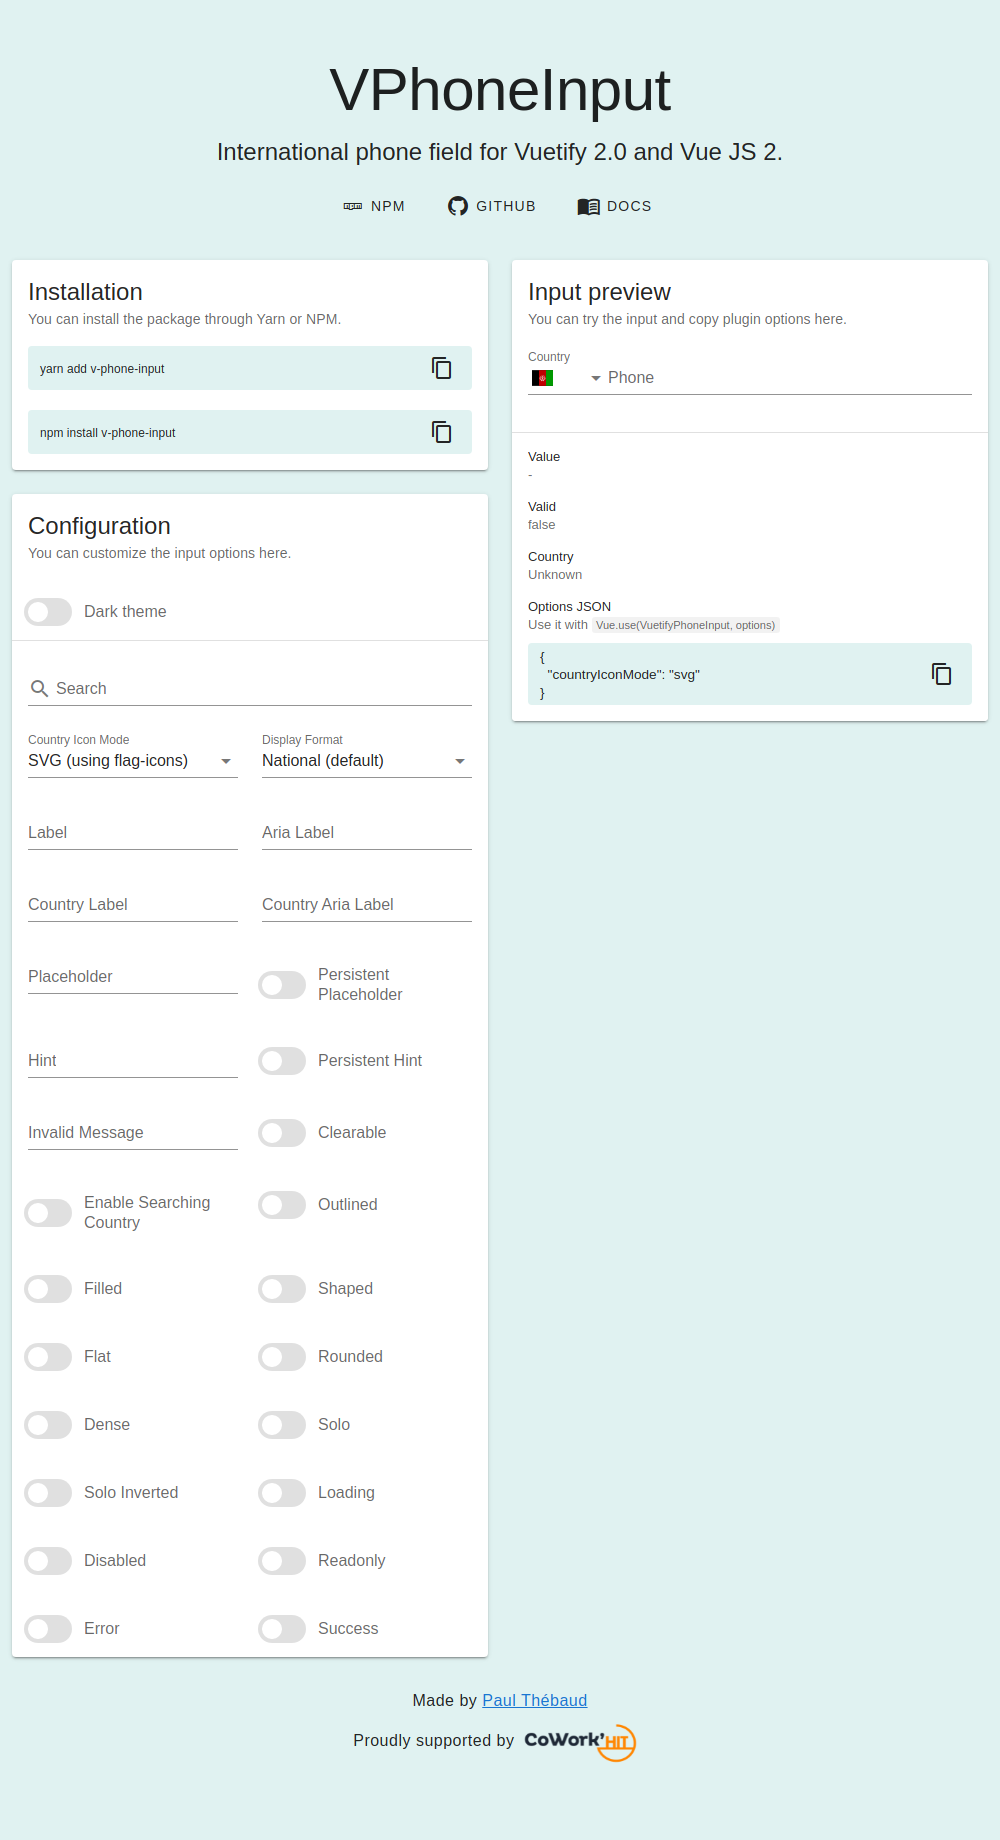 VPhoneInput
International phone field for Vuetify 2.0 and Vue JS 2.
NPM
GITHUB
DOCS
Installation
You can install the package through Yarn or NPM.
yarn add v-phone-input
npm install v-phone-input
Configuration
You can customize the input options here.
Dark theme
Search
Country Icon Mode
SVG (using flag-icons)
Display Format
National (default)
Label
Aria Label
Country Label
Country Aria Label
Placeholder
Persistent
Placeholder
Hint
Persistent Hint
Invalid Message
Clearable
Enable Searching
Country
Outlined
Filled
Shaped
Flat
Rounded
Dense
Solo
Solo Inverted
Loading
Disabled
Readonly
Error
Success
Input preview
You can try the input and copy plugin options here.
Country
Phone
Value
-
Valid
false
Country
Unknown
Options JSON
Use it with Vue.use(VuetifyPhoneInput, options)
{
"countryIconMode": "svg"
}
Made by Paul Thébaud
Proudly supported by CoWork'HIT